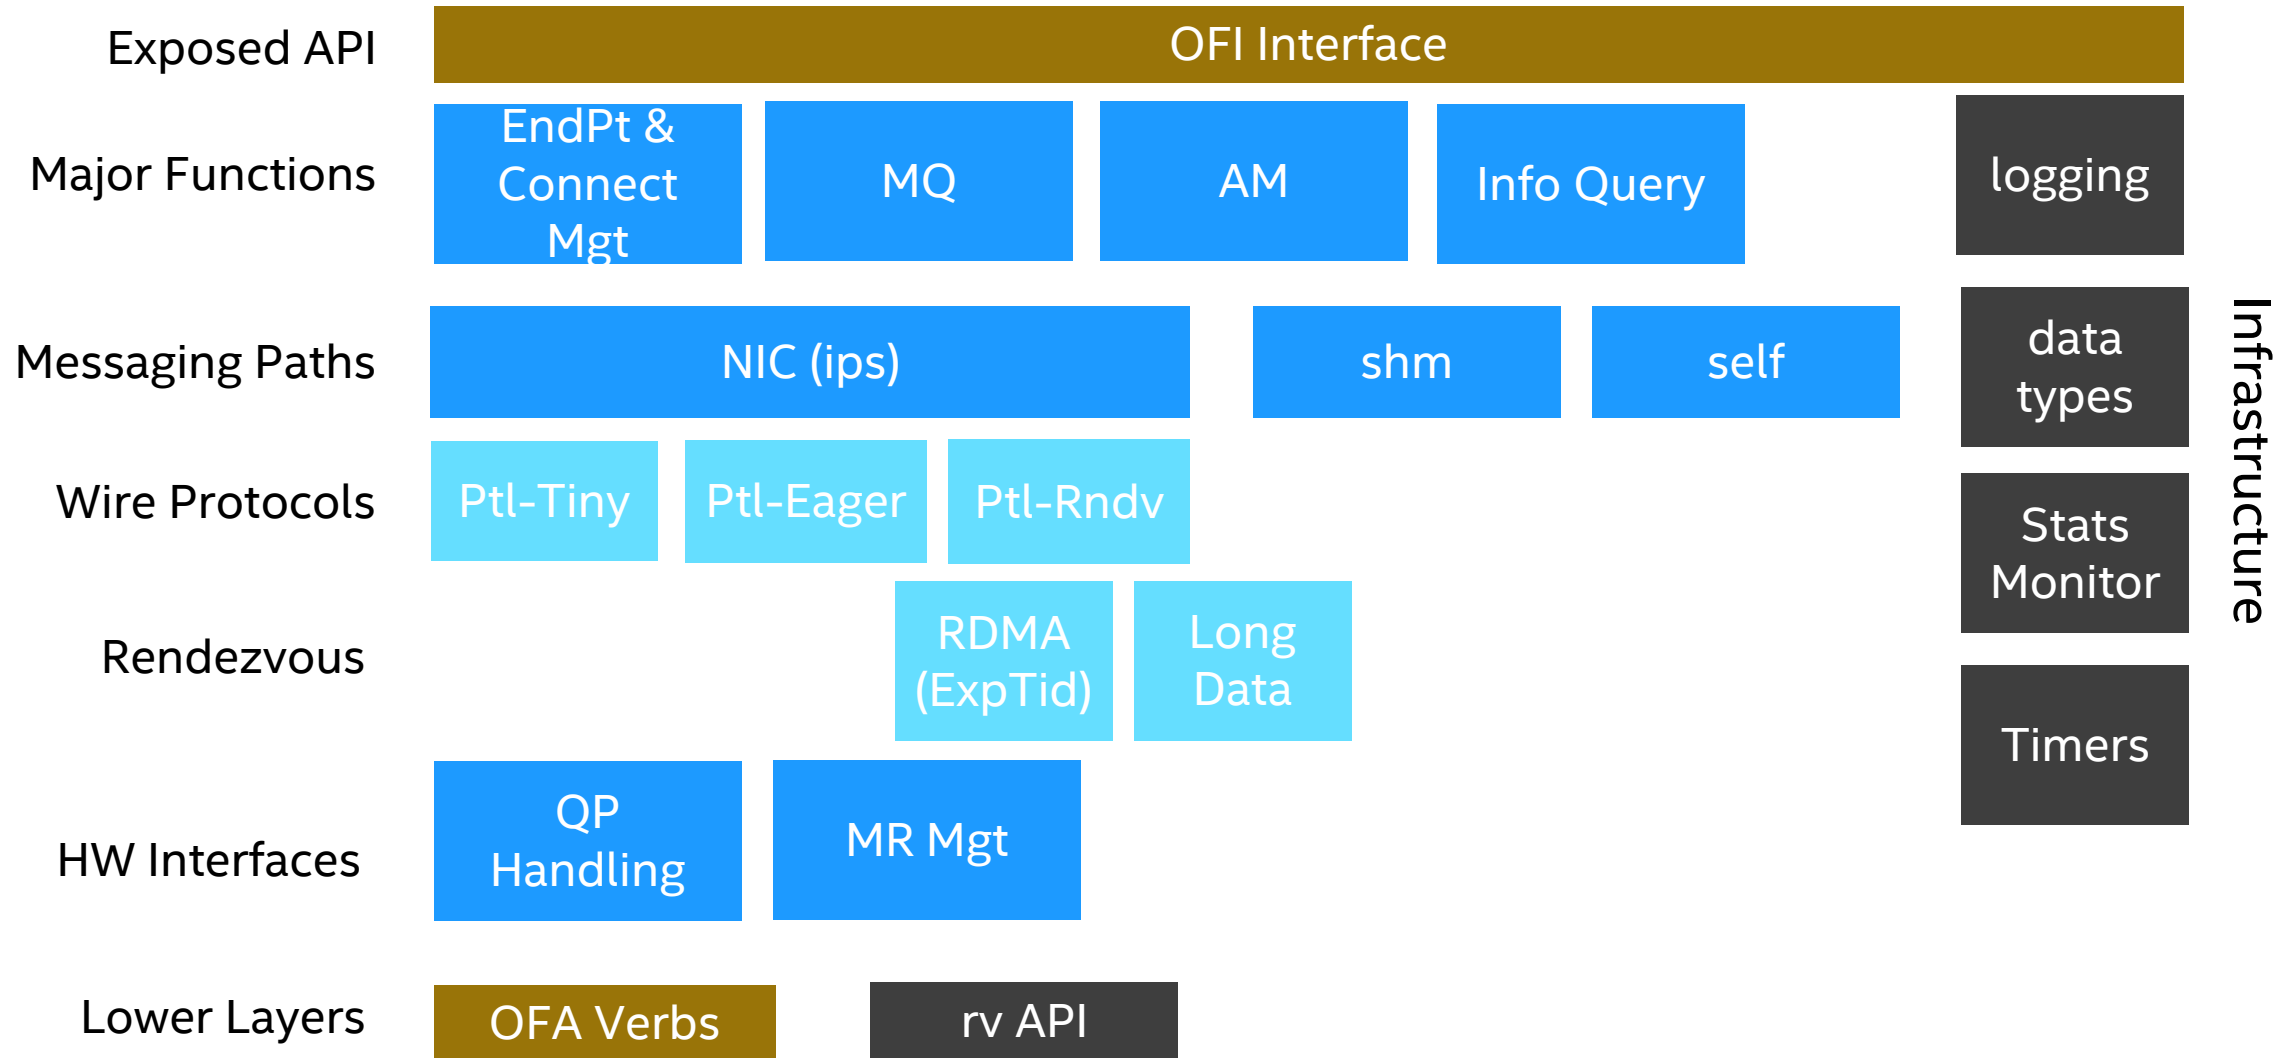 Exposed API
OFI Interface
Major Functions
EndPt &
Connect
Mgt
MQ
AM
Info Query
logging
Messaging Paths
NIC (ips)
shm
self
data
types
Wire Protocols
Ptl-Tiny
Ptl-Eager
Ptl-Rndv
Stats
Monitor
Rendezvous
RDMA
(ExpTid)
Long
Data
Timers
HW Interfaces
QP
Handling
MR Mgt
Lower Layers
OFA Verbs
rv API
Infrastructure